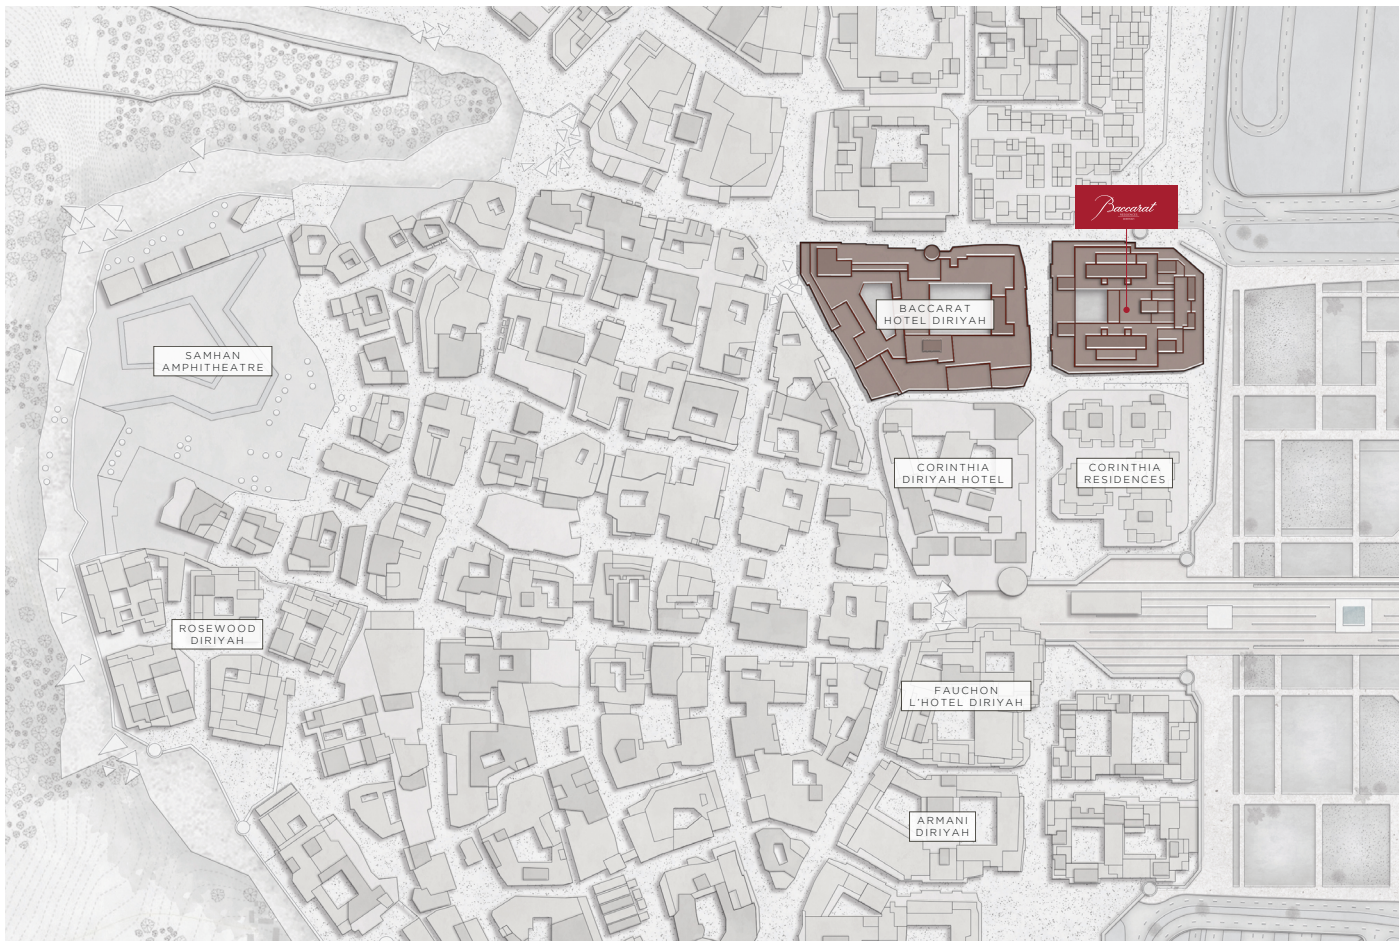 Baccarat
BACCARAT
HOTEL DIRIYAH
SAMHAN
AMPHITHEATRE
CORINTHIA
DIRIYAH HOTEL
CORINTHIA
RESIDENCES
ROSEWOOD
DIRIYAH
FAUCHON
L'HOTEL DIRIYAH
ARMANI
DIRIYAH